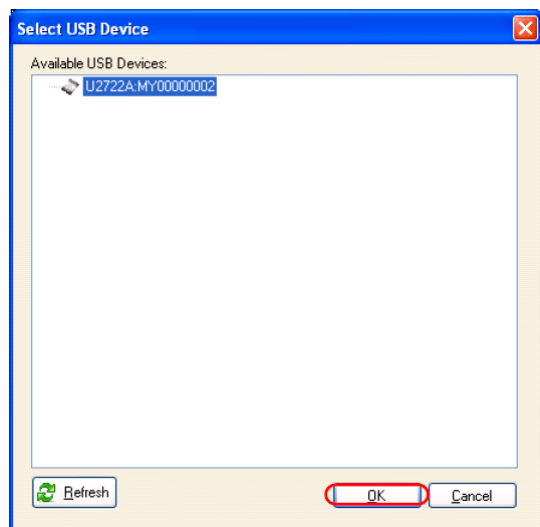 Select USB Device
Available USB Devices:
U2722A:MY00000002
Refresh
OK
Cancel